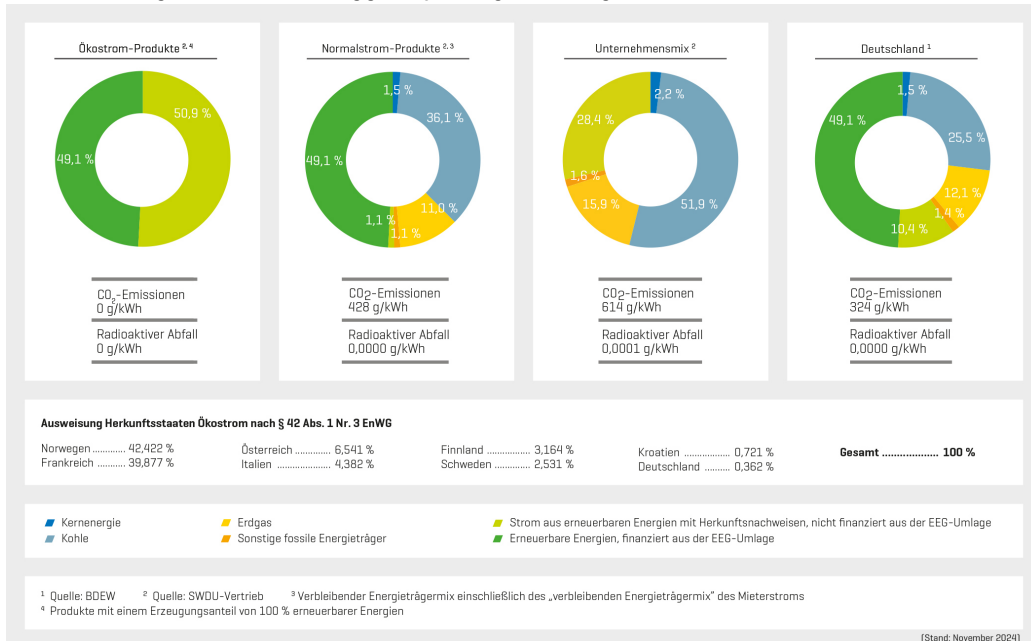 Ökostrom-Produkte ²,⁴
50,9 %
49,1 %
CO₂-Emissionen
0 g/kWh
Radioaktiver Abfall
0 g/kWh
Normalstrom-Produkte ²,³
1,5 %
36,1 %
49,1 %
11,0 %
1,1 %
1,1 %
CO2-Emissionen
428 g/kWh
Radioaktiver Abfall
0,0000 g/kWh
Unternehmensmix ²
2,2 %
28,4 %
1,6 %
15,9 %
51,9 %
CO2-Emissionen
614 g/kWh
Radioaktiver Abfall
0,0001 g/kWh
Deutschland ¹
1,5 %
49,1 %
25,5 %
12,1 %
1,4 %
10,4 %
CO2-Emissionen
324 g/kWh
Radioaktiver Abfall
0,0000 g/kWh
Ausweisung Herkunftsstaaten Ökostrom nach § 42 Abs. 1 Nr. 3 EnWG
Norwegen ............ 42,422 %
Frankreich ........... 39,877 %
Österreich ............ 6,541 %
Italien ................. 4,382 %
Finnland ............... 3,164 %
Schweden ............ 2,531 %
Kroatien ................. 0,721 %
Deutschland ......... 0,362 %
Gesamt ................... 100 %
Kernenergie
Kohle
Erdgas
Sonstige fossile Energieträger
Strom aus erneuerbaren Energien mit Herkunftsnachweisen, nicht finanziert aus der EEG-Umlage
Erneuerbare Energien, finanziert aus der EEG-Umlage
¹ Quelle: BDEW ² Quelle: SWDU-Vertrieb ³ Verbleibender Energieträgermix einschließlich des „verbleibenden Energieträgermix" des Mieterstroms
⁴ Produkte mit einem Erzeugungsanteil von 100 % erneuerbarer Energien
(Stand: November 2024)